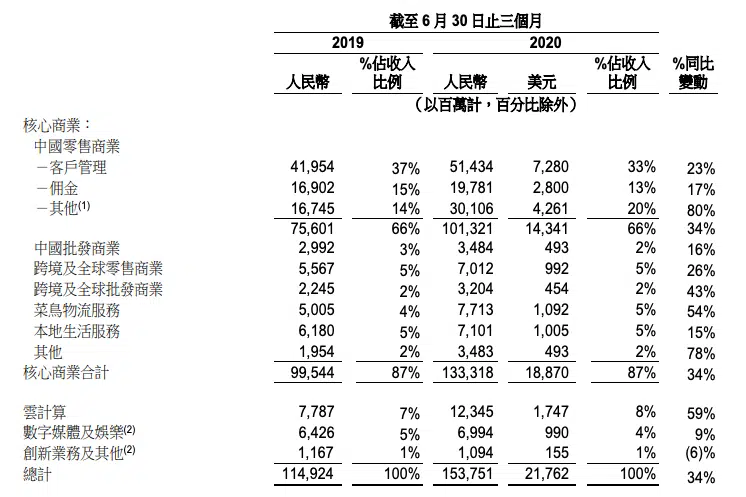 截至 6 月 30 日止三個月
2019 2020
%佔收入 %佔收入 %同比
人民幣 比例 人民幣 美元 比例 變動
（以百萬計，百分比除外）
核心商業：
中國零售商業
－客戶管理 41,954 37% 51,434 7,280 33% 23%
－佣金 16,902 15% 19,781 2,800 13% 17%
－其他(1) 16,745 14% 30,106 4,261 20% 80%
75,601 66% 101,321 14,341 66% 34%
中國批發商業 2,992 3% 3,484 493 2% 16%
跨境及全球零售商業 5,567 5% 7,012 992 5% 26%
跨境及全球批發商業 2,245 2% 3,204 454 2% 43%
菜鳥物流服務 5,005 4% 7,713 1,092 5% 54%
本地生活服務 6,180 5% 7,101 1,005 5% 15%
其他 1,954 2% 3,483 493 2% 78%
核心商業合計 99,544 87% 133,318 18,870 87% 34%
雲計算 7,787 7% 12,345 1,747 8% 59%
數字媒體及娛樂(2) 6,426 5% 6,994 990 4% 9%
創新業務及其他(2) 1,167 1% 1,094 155 1% (6)%
總計 114,924 100% 153,751 21,762 100% 34%